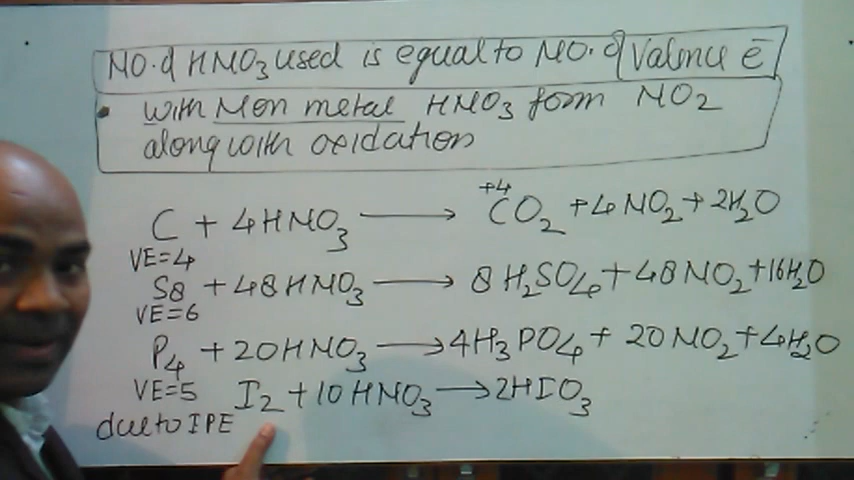 NO. of HNO3 used is equal to NO. of Valence e̅
• with Non metal HNO3 form NO2
along with oxidation
C + 4HNO3 ⟶ +4 CO2 + 4NO2 + 2H2O
VE=4
S8 + 48HNO3 ⟶ 8H2SO4 + 48NO2 + 16H2O
VE=6
P4 + 20HNO3 ⟶ 4H3PO4 + 20NO2 + 4H2O
VE=5 I2 + 10HNO3 ⟶ 2HIO3
due to IPE